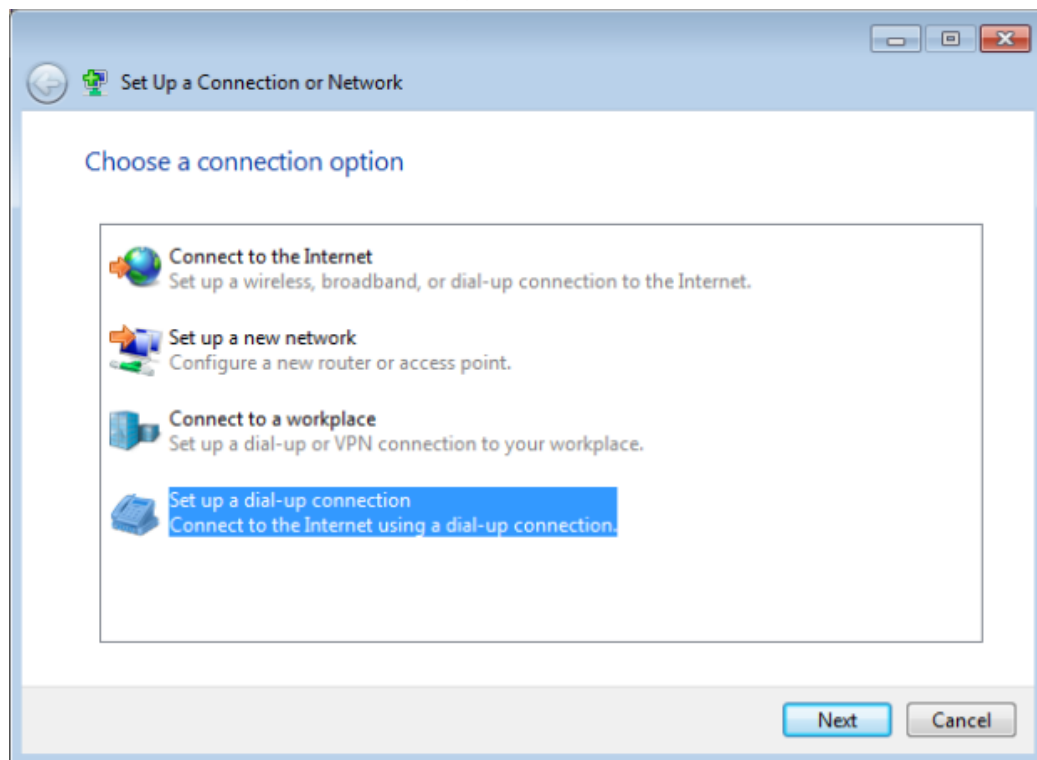 Set Up a Connection or Network
Choose a connection option
Connect to the Internet
Set up a wireless, broadband, or dial-up connection to the Internet.
Set up a new network
Configure a new router or access point.
Connect to a workplace
Set up a dial-up or VPN connection to your workplace.
Set up a dial-up connection
Connect to the Internet using a dial-up connection.
Next Cancel